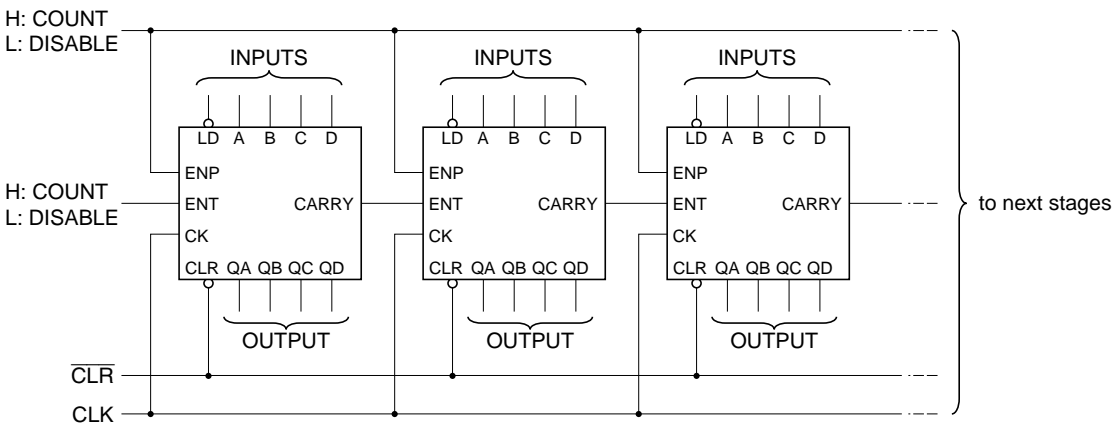 H: COUNT
L: DISABLE
INPUTS INPUTS INPUTS
LD A B C D LD A B C D LD A B C D
ENP ENP ENP
H: COUNT
L: DISABLE
ENT CARRY ENT CARRY ENT CARRY
to next stages
CK CK CK
CLR QA QB QC QD CLR QA QB QC QD CLR QA QB QC QD
OUTPUT OUTPUT OUTPUT
CLR
CLK